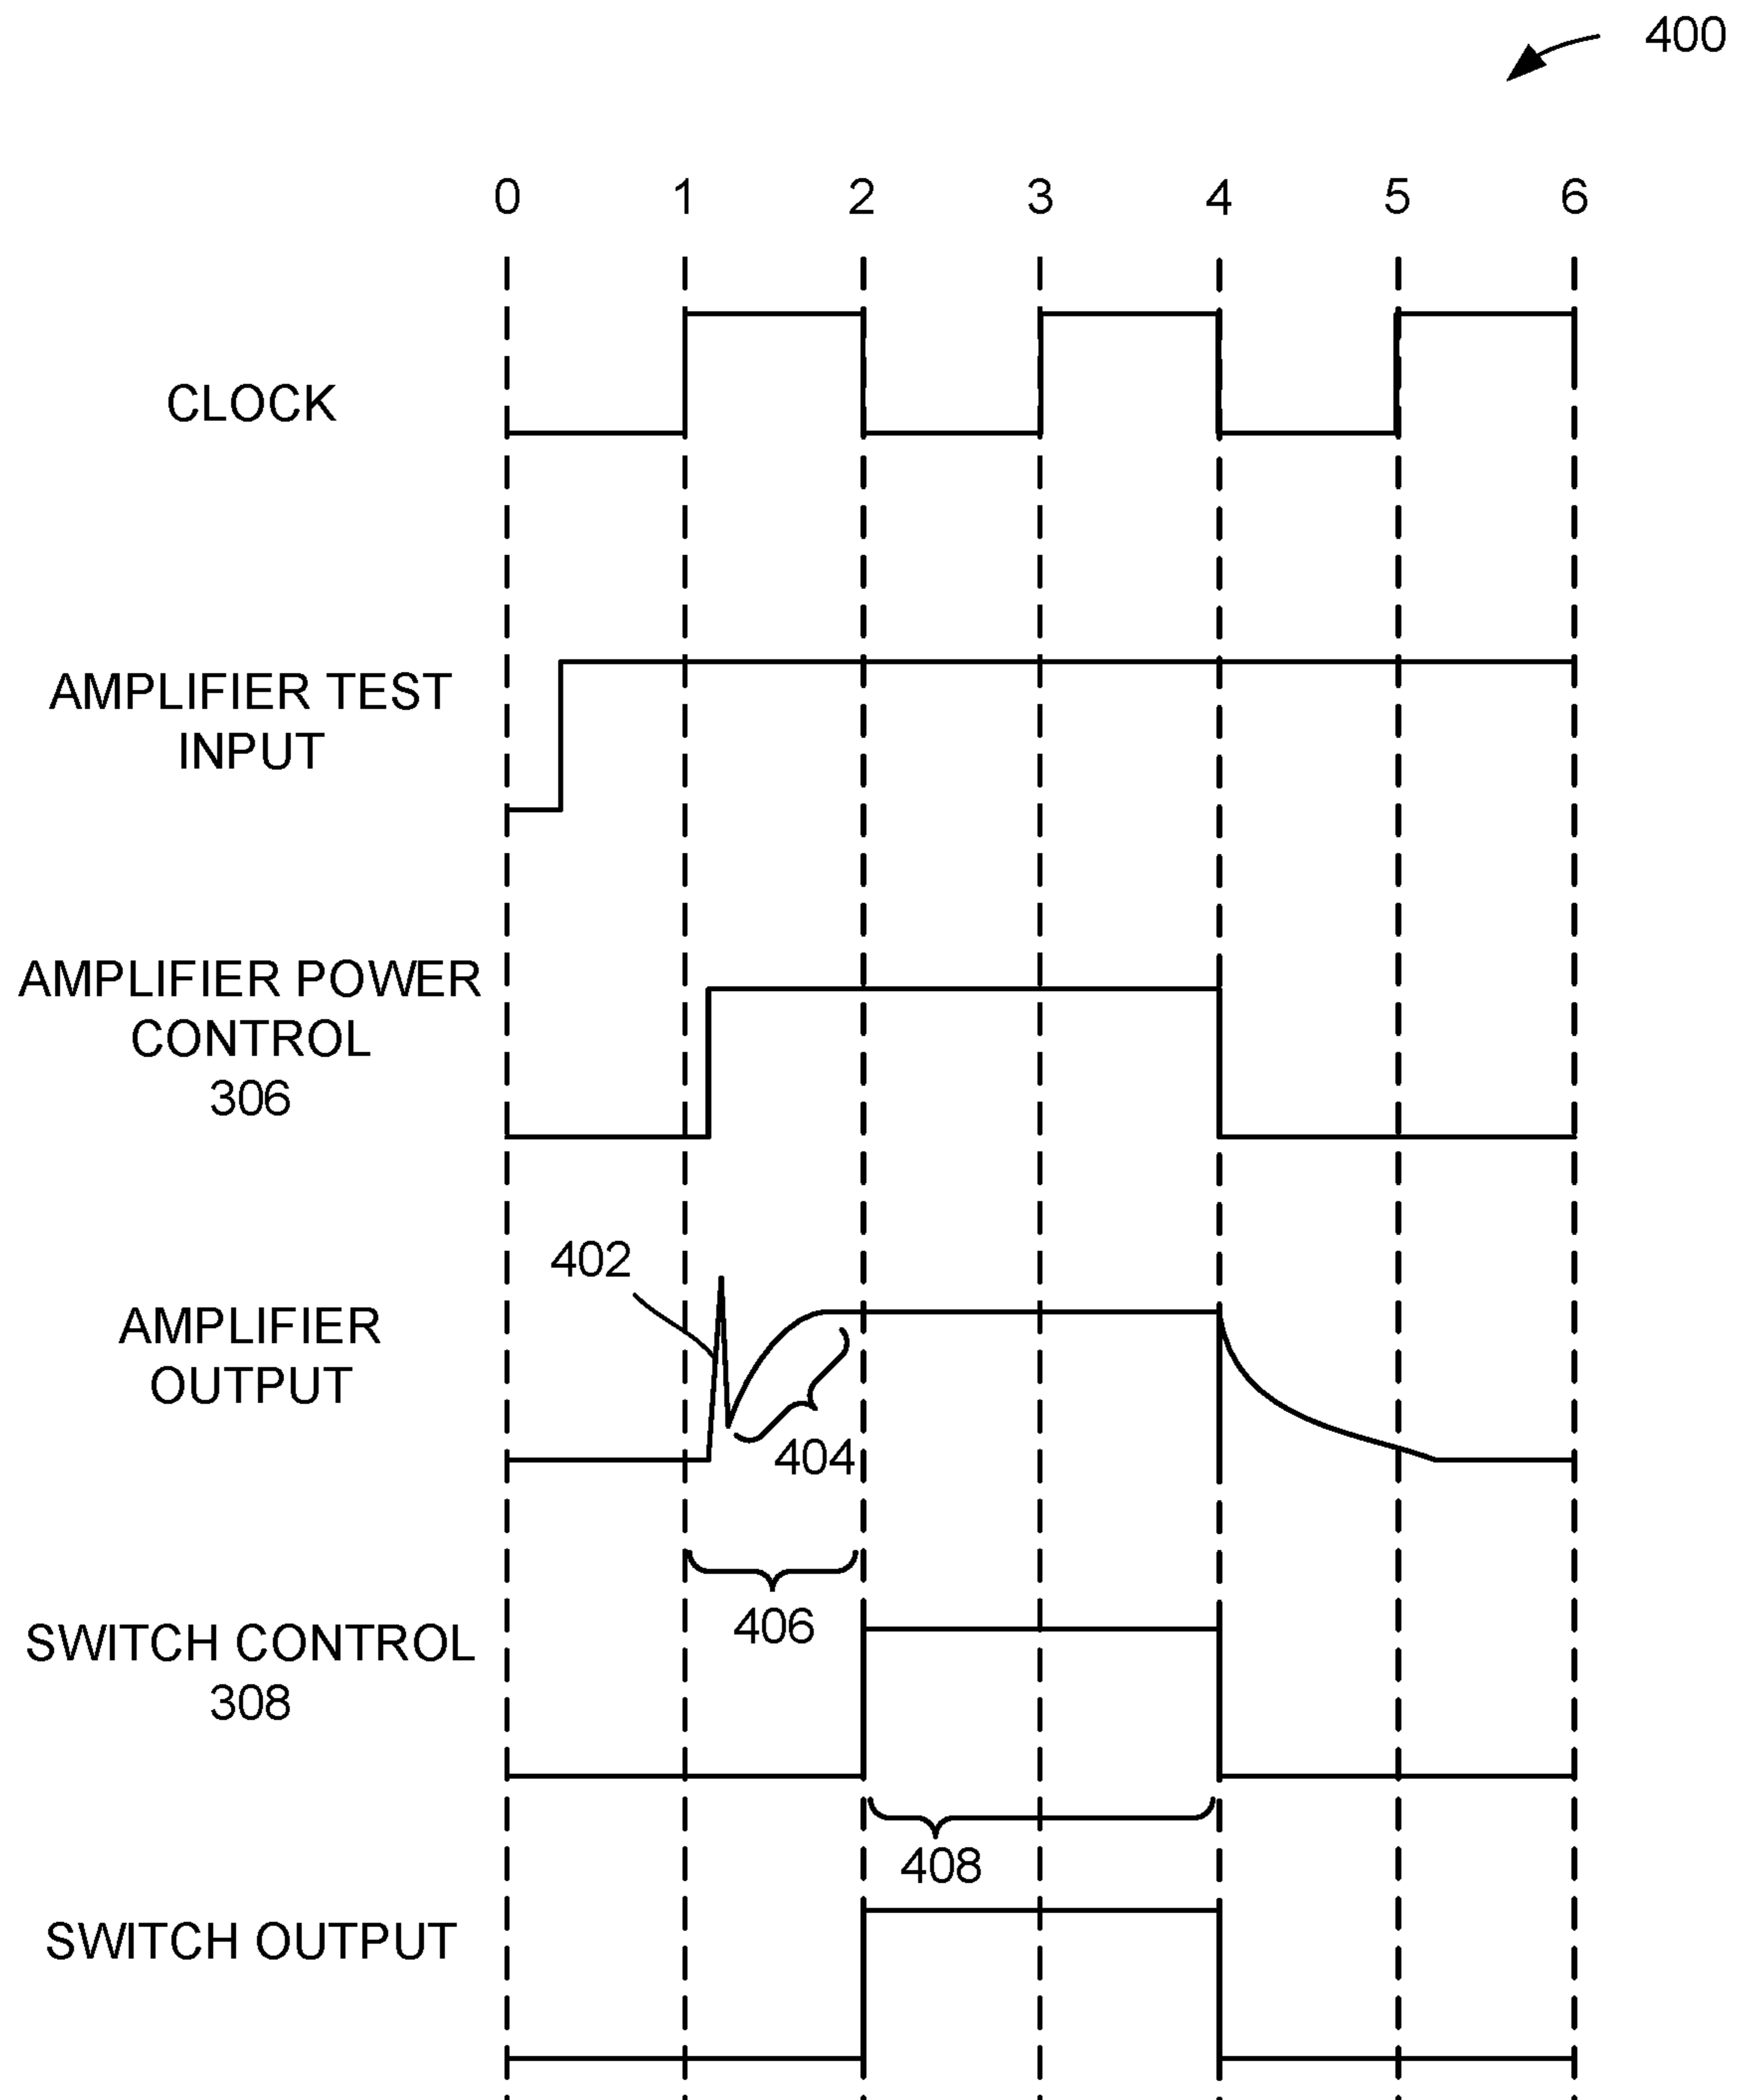 400
0 1 2 3 4 5 6
CLOCK
AMPLIFIER TEST
INPUT
AMPLIFIER POWER
CONTROL
306
402
AMPLIFIER
OUTPUT
404
406
SWITCH CONTROL
308
408
SWITCH OUTPUT